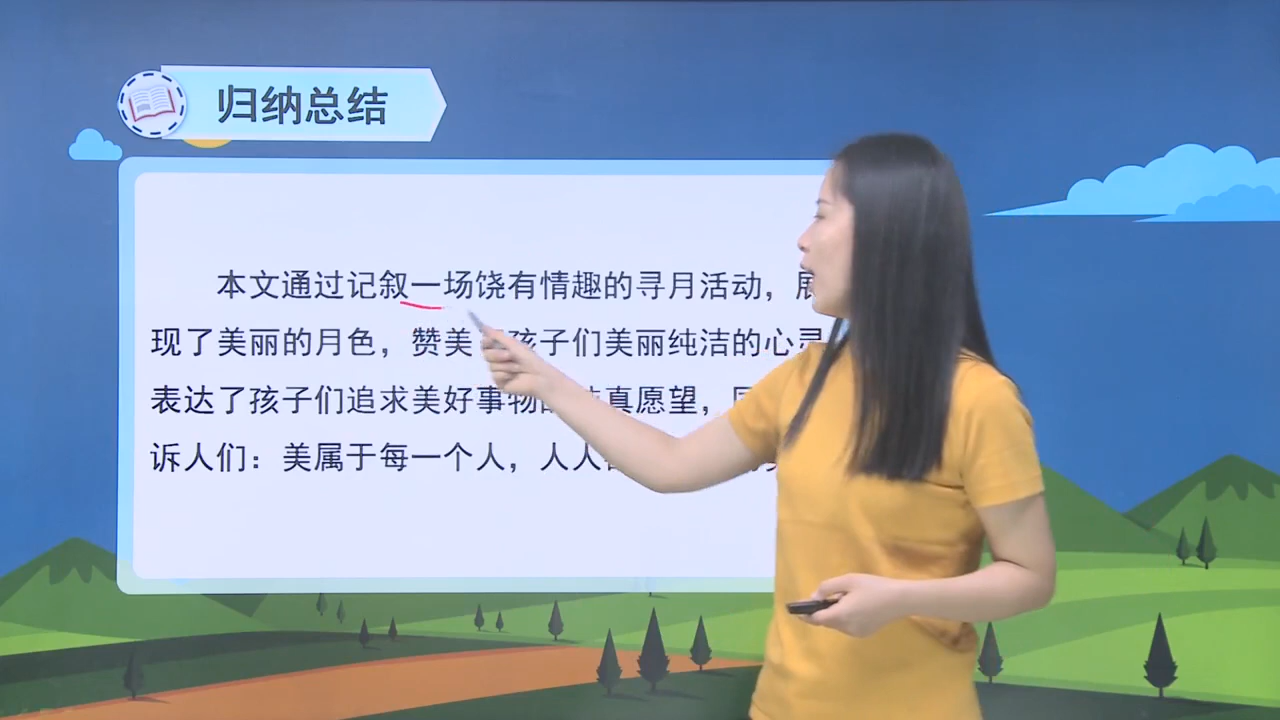 归纳总结
本文通过记叙一场饶有情趣的寻月活动，展
现了美丽的月色，赞美 孩子们美丽纯洁的心灵
表达了孩子们追求美好事物 真愿望，
诉人们：美属于每一个人，人人